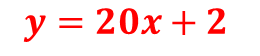 y = 20x + 2